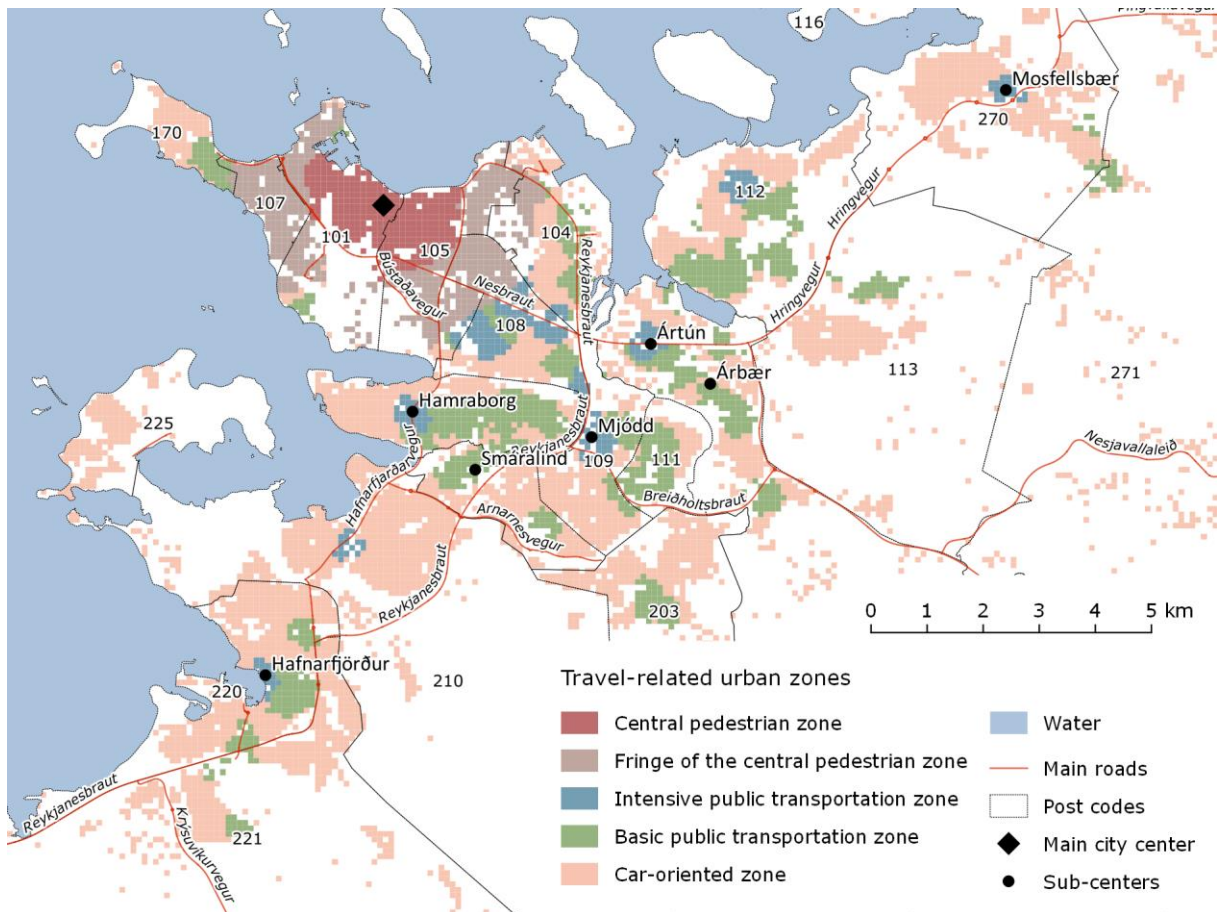 116
Þingvallavegur
Mosfellsbær
270
170
112
107
101
105
104
Hringvegur
Bústaðavegur
Nesbraut
Reykjanesbraut
108
Ártún
Hringvegur
Árbær
113
271
225
Hamraborg
Mjódd
Reykjanesbraut
Smáralind
109
111
Nesjavallaleið
Hafnarfjarðarvegur
Breiðholtsbraut
Arnarnesvegur
Reykjanesbraut
203
0 1 2 3 4 5 km
Hafnarfjörður
210
220
Reykjanesbraut
Krýsuvíkurvegur
221
Travel-related urban zones
Central pedestrian zone
Fringe of the central pedestrian zone
Intensive public transportation zone
Basic public transportation zone
Car-oriented zone
Water
Main roads
Post codes
Main city center
Sub-centers